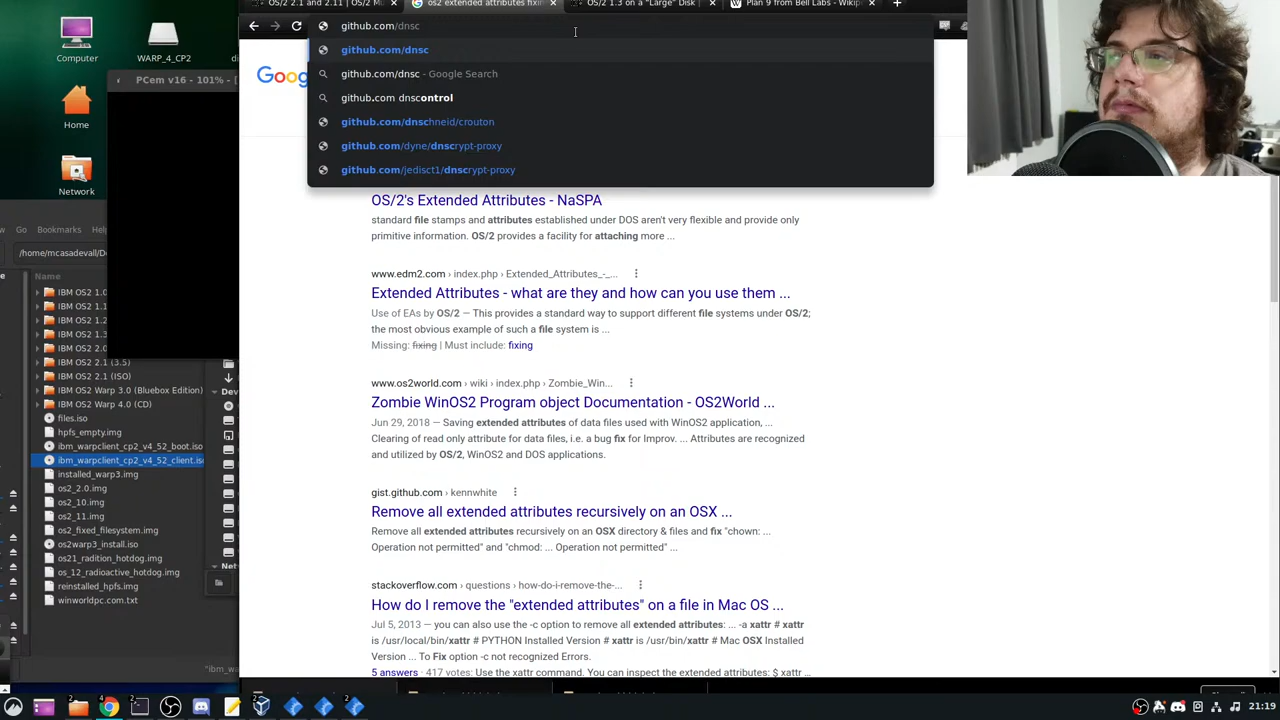 OS/2 2.1 and 2.11 | OS/2 M
os2 extended attributes fixin
OS/2 1.3 on a "Large" Disk |
Plan 9 from Bell Labs - Wikip
github.com/dnsc
github.com/dnsc
github.com/dnsc - Google Search
github.com dnscontrol
github.com/dnschneid/crouton
github.com/dyne/dnscrypt-proxy
github.com/jedisct1/dnscrypt-proxy
Goog
OS/2's Extended Attributes - NaSPA
standard file stamps and attributes established under DOS aren't very flexible and provide only
primitive information. OS/2 provides a facility for attaching more ...
www.edm2.com › index.php › Extended_Attributes_-_...
Extended Attributes - what are they and how can you use them ...
Use of EAs by OS/2 — This provides a standard way to support different file systems under OS/2;
the most obvious example of such a file system is ...
Missing: fixing | Must include: fixing
www.os2world.com › wiki › index.php › Zombie_Win...
Zombie WinOS2 Program object Documentation - OS2World ...
Jun 29, 2018 — Saving extended attributes of data files used with WinOS2 application, ...
Clearing of read only attribute for data files, i.e. a bug fix for Improv. ... Attributes are recognized
and utilized by OS/2, WinOS2 and DOS applications.
gist.github.com › kennwhite
Remove all extended attributes recursively on an OSX ...
Remove all extended attributes recursively on an OSX directory & files and fix "chown: ...
Operation not permitted" and "chmod: ... Operation not permitted" ...
stackoverflow.com › questions › how-do-i-remove-the-...
How do I remove the "extended attributes" on a file in Mac OS ...
Jul 5, 2013 — you can also use the -c option to remove all extended attributes: ... -a xattr # xattr
is /usr/local/bin/xattr # PYTHON Installed Version # xattr is /usr/bin/xattr # Mac OSX Installed
Version ... To Fix option -c not recognized Errors.
5 answers · 417 votes: Use the xattr command. You can inspect the extended attributes: $ xattr ...
Computer
WARP_4_CP2
PCem v16 - 101% - [
Home
Network
Go Bookmarks Help
/home/mcasadevall/Do
Name
IBM OS2 1.0
IBM OS2 1.1
IBM OS2 1.2
IBM OS2 1.3
IBM OS2 2.0
IBM OS2 2.1 (3.5)
IBM OS2 2.1 (ISO)
IBM OS2 Warp 3.0 (Bluebox Edition)
IBM OS2 Warp 4.0 (CD)
files.iso
hpfs_empty.img
ibm_warpclient_cp2_v4_52_boot.iso
ibm_warpclient_cp2_v4_52_client.iso
installed_warp3.img
os2_2.0.img
os2_10.img
os2_11.img
os2_fixed_filesystem.img
os2warp3_install.iso
os21_radition_hotdog.img
os_12_radioactive_hotdog.img
reinstalled_hpfs.img
winworldpc.com.txt
Dev
Net
"ibm_wa
21:19